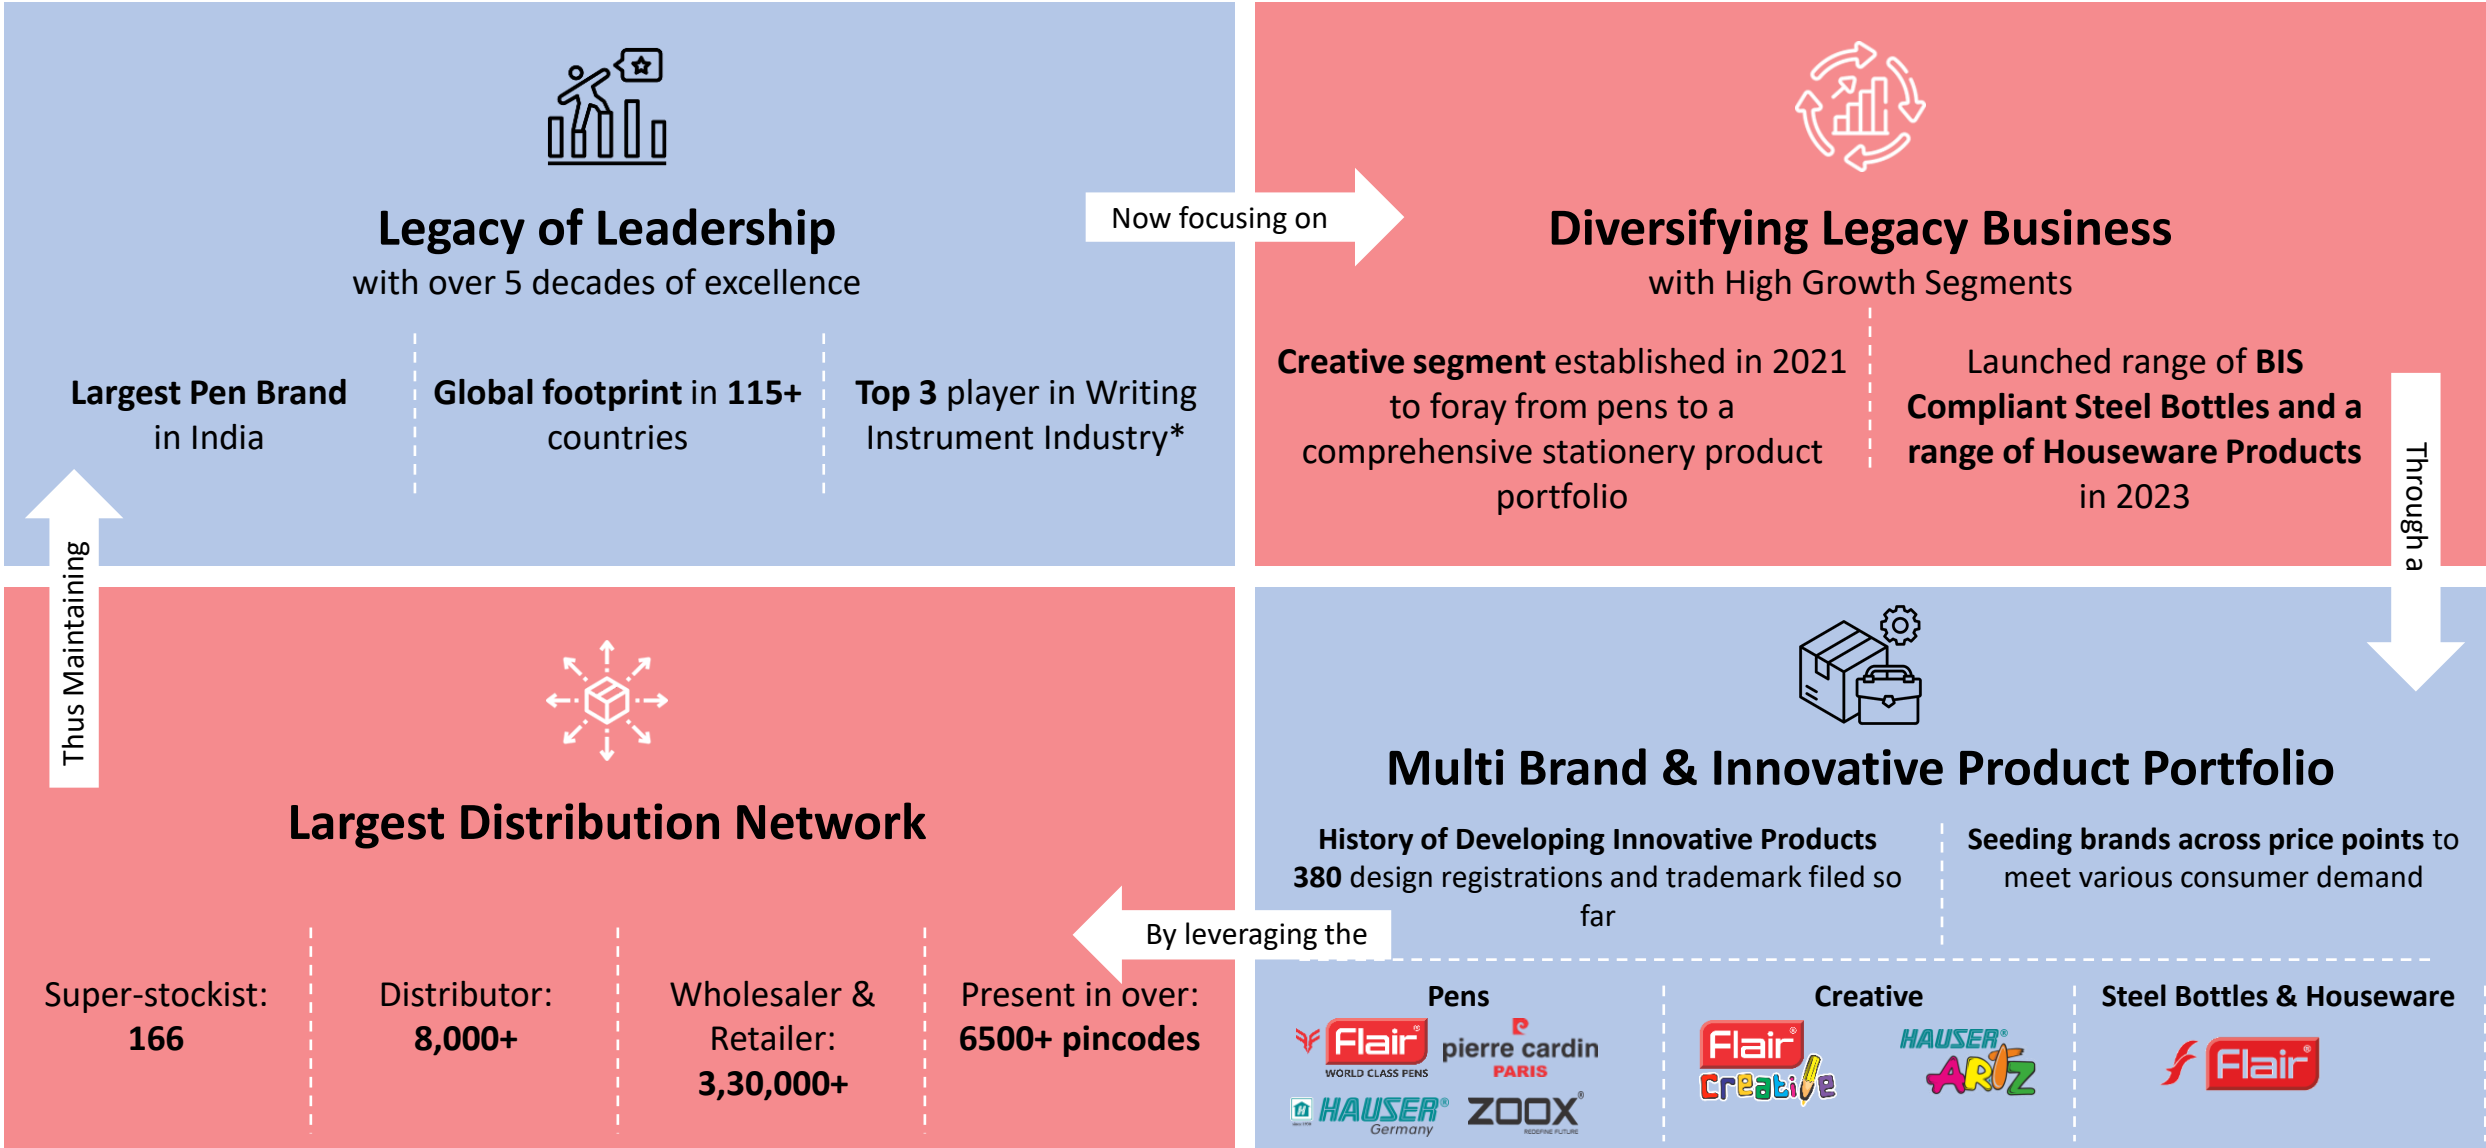 Legacy of Leadership
with over 5 decades of excellence
Largest Pen Brand
in India
Global footprint in 115+
countries
Top 3 player in Writing
Instrument Industry*
Now focusing on
Diversifying Legacy Business
with High Growth Segments
Creative segment established in 2021
to foray from pens to a
comprehensive stationery product
portfolio
Launched range of BIS
Compliant Steel Bottles and a
range of Houseware Products
in 2023
Through a
Multi Brand & Innovative Product Portfolio
History of Developing Innovative Products
380 design registrations and trademark filed so
far
Seeding brands across price points to
meet various consumer demand
Pens
Flair®
WORLD CLASS PENS
pierre cardin
PARIS
HAUSER®
Germany
ZOOX®
REDEFINE FUTURE
Creative
Flair®
Creative
HAUSER®
ARTZ
Steel Bottles & Houseware
Flair®
By leveraging the
Largest Distribution Network
Super-stockist:
166
Distributor:
8,000+
Wholesaler &
Retailer:
3,30,000+
Present in over:
6500+ pincodes
Thus Maintaining